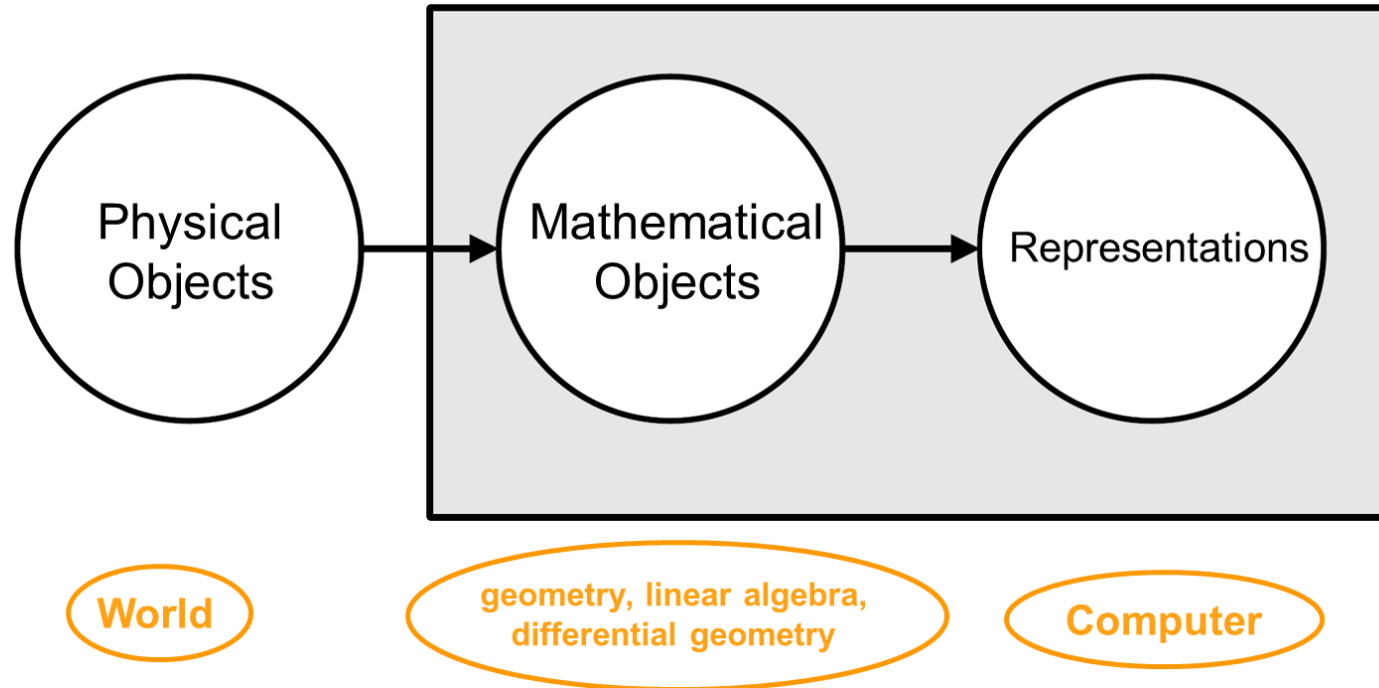 Physical
Objects
Mathematical
Objects
Representations
World
geometry, linear algebra,
differential geometry
Computer